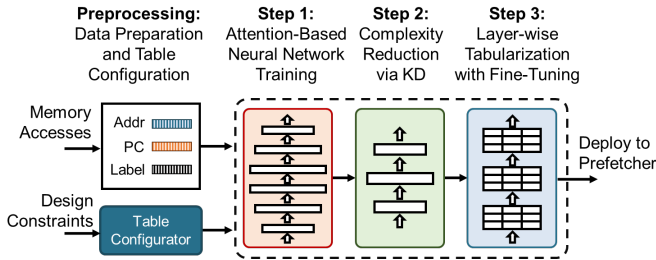 Preprocessing:
Data Preparation
and Table
Configuration
Step 1:
Attention-Based
Neural Network
Training
Step 2:
Complexity
Reduction
via KD
Step 3:
Layer-wise
Tabularization
with Fine-Tuning
Memory
Accesses
Addr
PC
Label
Design
Constraints
Table
Configurator
Deploy to
Prefetcher